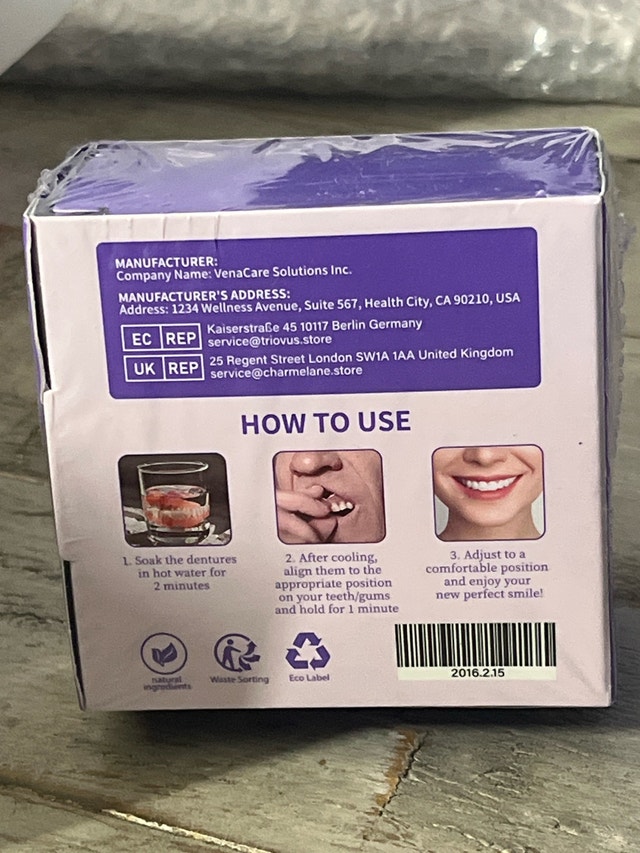 MANUFACTURER:
Company Name: VenaCare Solutions Inc.
MANUFACTURER'S ADDRESS:
Address: 1234 Wellness Avenue, Suite 567, Health City, CA 90210, USA
EC REP Kaiserstraße 45 10117 Berlin Germany
service@triovus.store
UK REP 25 Regent Street London SW1A 1AA United Kingdom
service@charmelane.store
HOW TO USE
1. Soak the dentures
in hot water for
2 minutes
2. After cooling,
align them to the
appropriate position
on your teeth/gums
and hold for 1 minute
3. Adjust to a
comfortable position
and enjoy your
new perfect smile!
natural
ingredients
Waste Sorting
Eco Label
2016.2.15